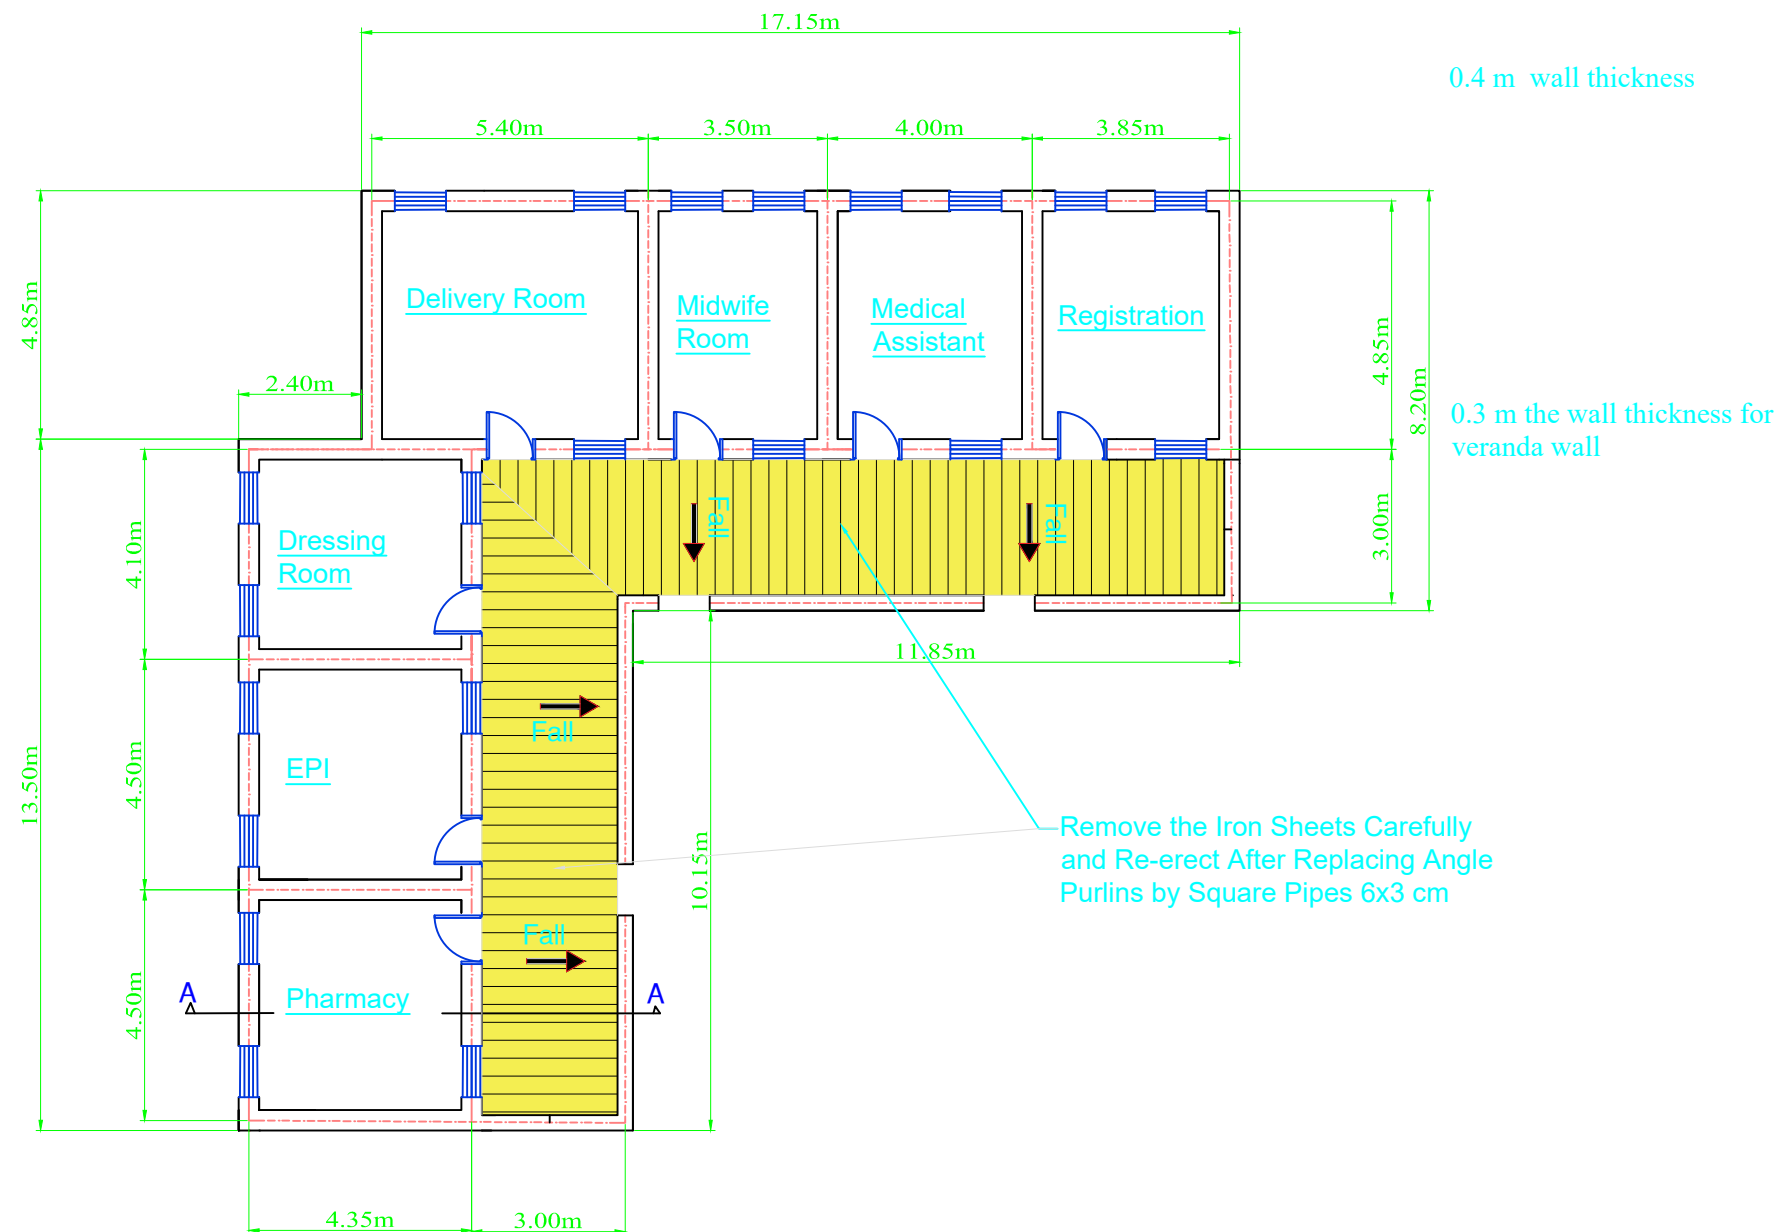 17.15m
0.4 m  wall thickness
5.40m
3.50m
4.00m
3.85m
4.85m
Delivery Room
Midwife
Room
Medical
Assistant
Registration
4.85m
8.20m
2.40m
0.3 m the wall thickness for
veranda wall
Fall
Fall
3.00m
4.10m
Dressing
Room
11.85m
Fall
4.50m
EPI
13.50m
10.15m
Remove the Iron Sheets Carefully
and Re-erect After Replacing Angle
Purlins by Square Pipes 6x3 cm
Fall
4.50m
Pharmacy
A
A
4.35m
3.00m